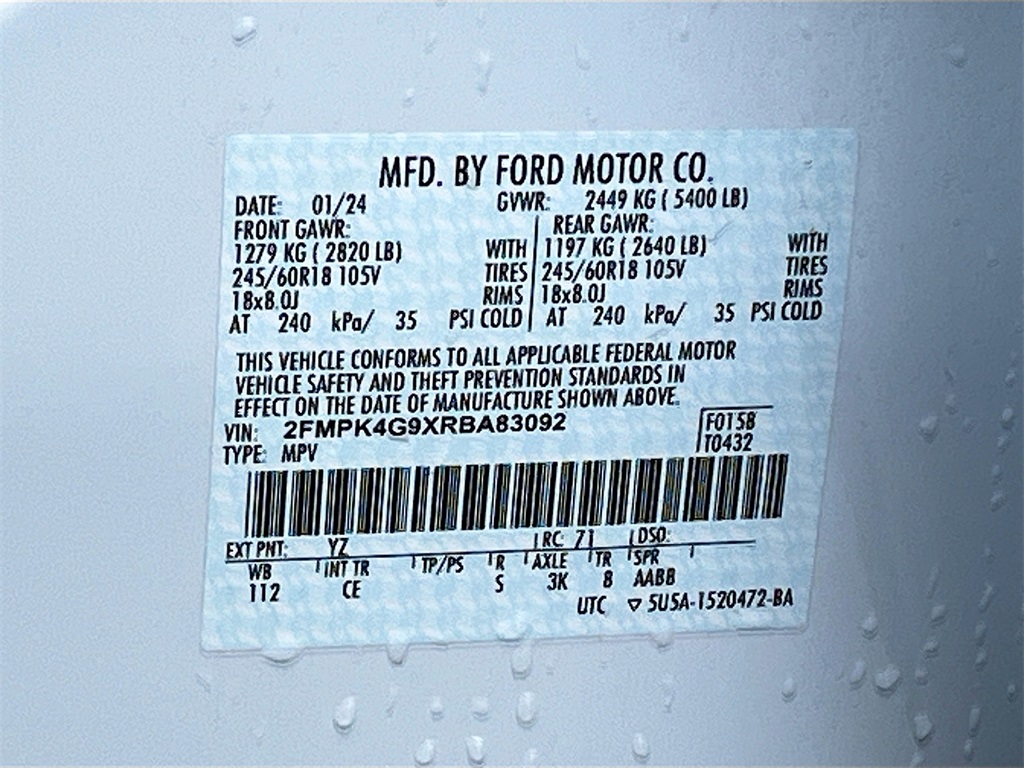 MFD. BY FORD MOTOR CO.
DATE: 01/24 GVWR: 2449 KG ( 5400 LB)
FRONT GAWR: REAR GAWR:
1279 KG ( 2820 LB) WITH 1197 KG ( 2640 LB) WITH
245/60R18 105V TIRES 245/60R18 105V TIRES
18x8.0J RIMS 18x8.0J RIMS
AT 240 kPa/ 35 PSI COLD AT 240 kPa/ 35 PSI COLD
THIS VEHICLE CONFORMS TO ALL APPLICABLE FEDERAL MOTOR
VEHICLE SAFETY AND THEFT PREVENTION STANDARDS IN
EFFECT ON THE DATE OF MANUFACTURE SHOWN ABOVE.
VIN: 2FMPK4G9XRBA83092 F0158
TYPE: MPV T0432
EXT PNT: YZ RC: 71 DSO:
WB INT TR TP/PS R AXLE TR SPR
112 CE S 3K 8 AABB
UTC ▽ 5U5A-1520472-BA